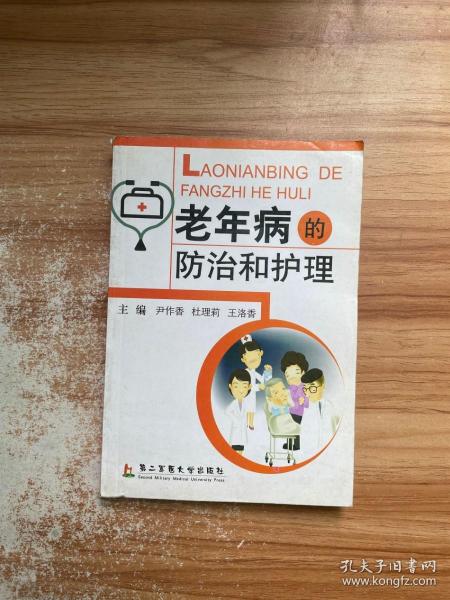 LAONIANBING DE
FANGZHI HE HULI
老年病的
防治和护理
主编 尹作香 杜理莉 王洛香
第二军医大学出版社
Second Military Medical University Press
孔夫子旧书网
www.kongfz.com